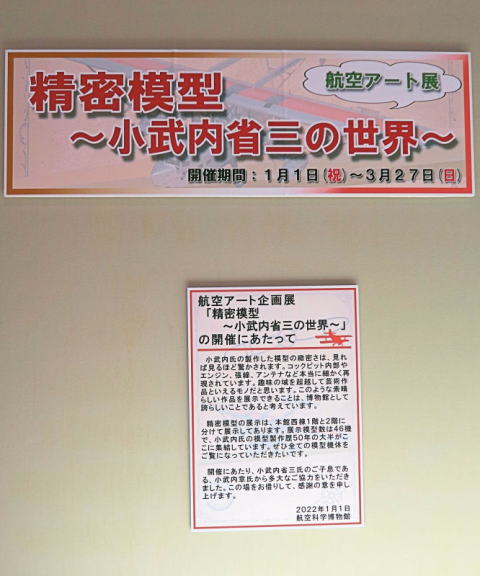 航空アート展
精密模型
～小武内省三の世界～
開催期間：1月1日(祝)～3月27日(日)
航空アート企画展
「精密模型
～小武内省三の世界～」
の開催にあたって
小武内氏の製作した模型の緻密さは、見れ
ば見るほど驚かされます。コックピット内部や
エンジン、張線、アンテナなど本当に細かく再
現されています。趣味の域を超越して芸術作
品といえるモノだと思います。このような素晴
らしい作品を展示できることは、博物館として
誇らしいことであると考えています。
精密模型の展示は、本館西線1階と2階に
分けて展示してあります。展示模型数は46機
で、小武内氏の模型製作歴50年の大半がこ
こに集結しています。ぜひ全ての模型機体を
ご覧になっていただきたいです。
開催にあたり、小武内省三氏のご子息であ
る、小武内章氏から多大なご協力をいただき
ました。この場をお借りして、感謝の意を申し
上げます。
2022年1月1日
航空科学博物館